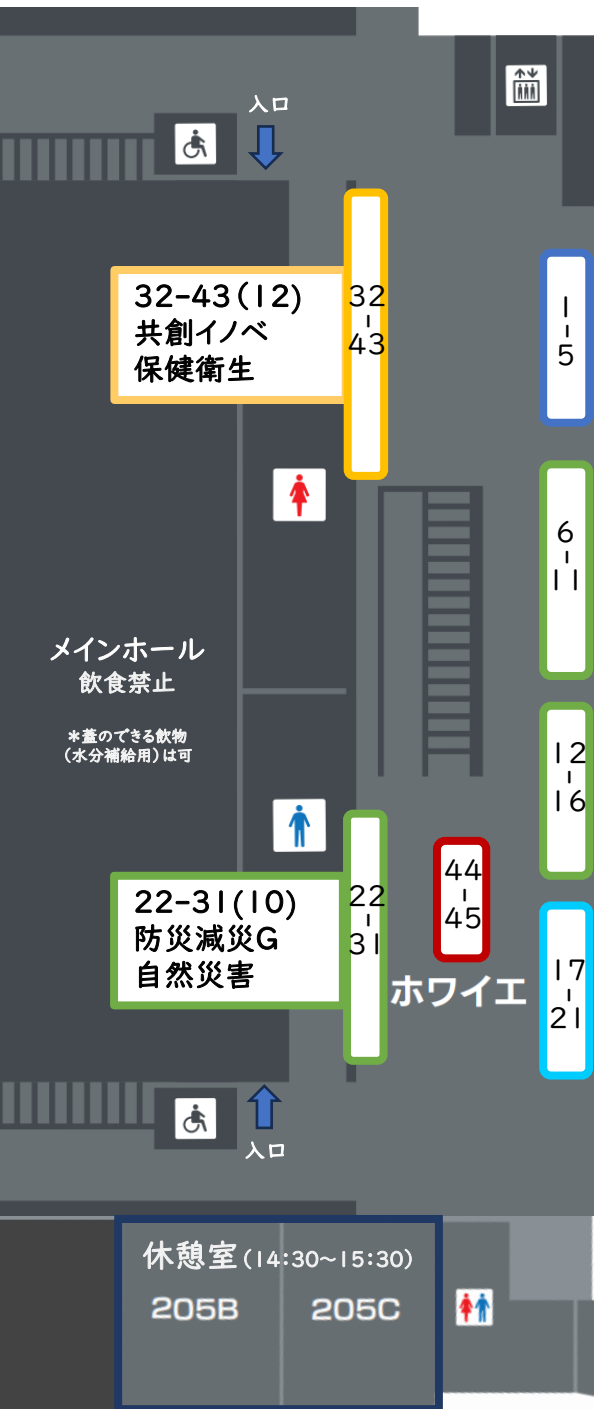 入口
32-43(12)
共創イノベ
保健衛生
32
-
43
1
-
5
6
-
11
メインホール
飲食禁止
*蓋のできる飲物
(水分補給用)は可
12
-
16
22-31(10)
防災減災G
自然災害
22
-
31
44
-
45
ホワイエ
17
-
21
入口
休憩室(14:30~15:30)
205B
205C